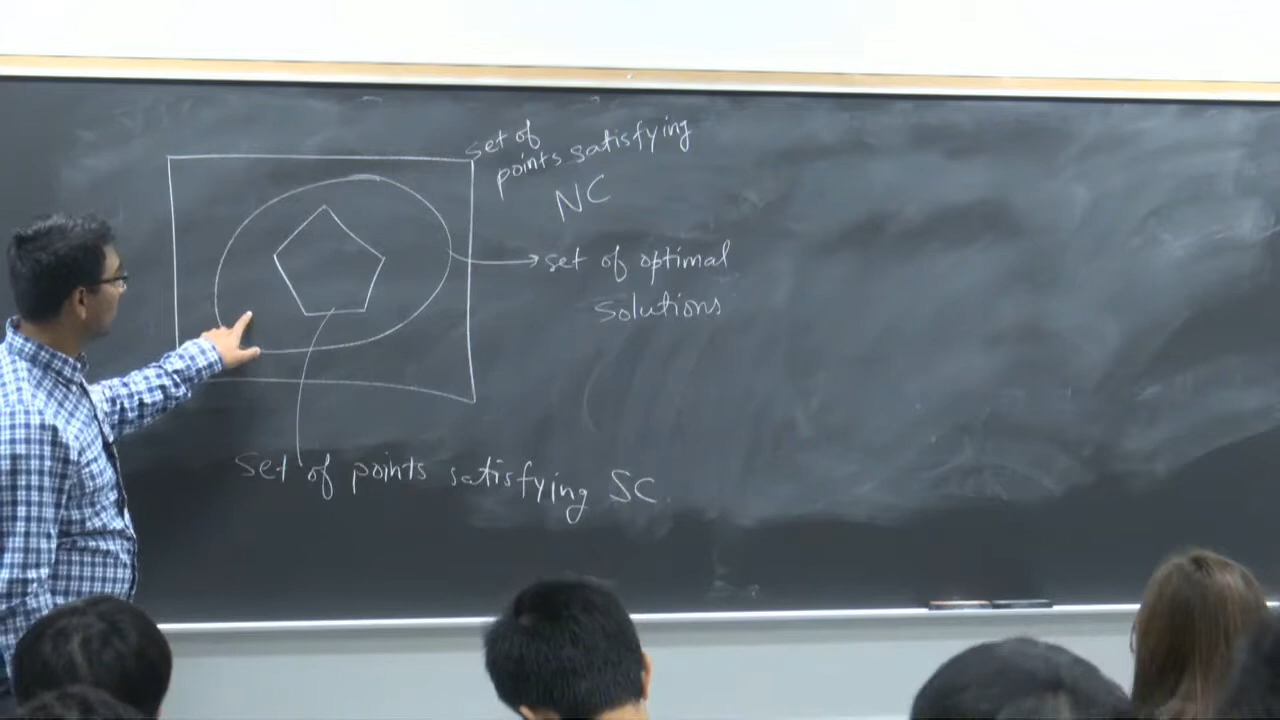 set of
points satisfying
NC
set of optimal
solutions
set of points satisfying SC